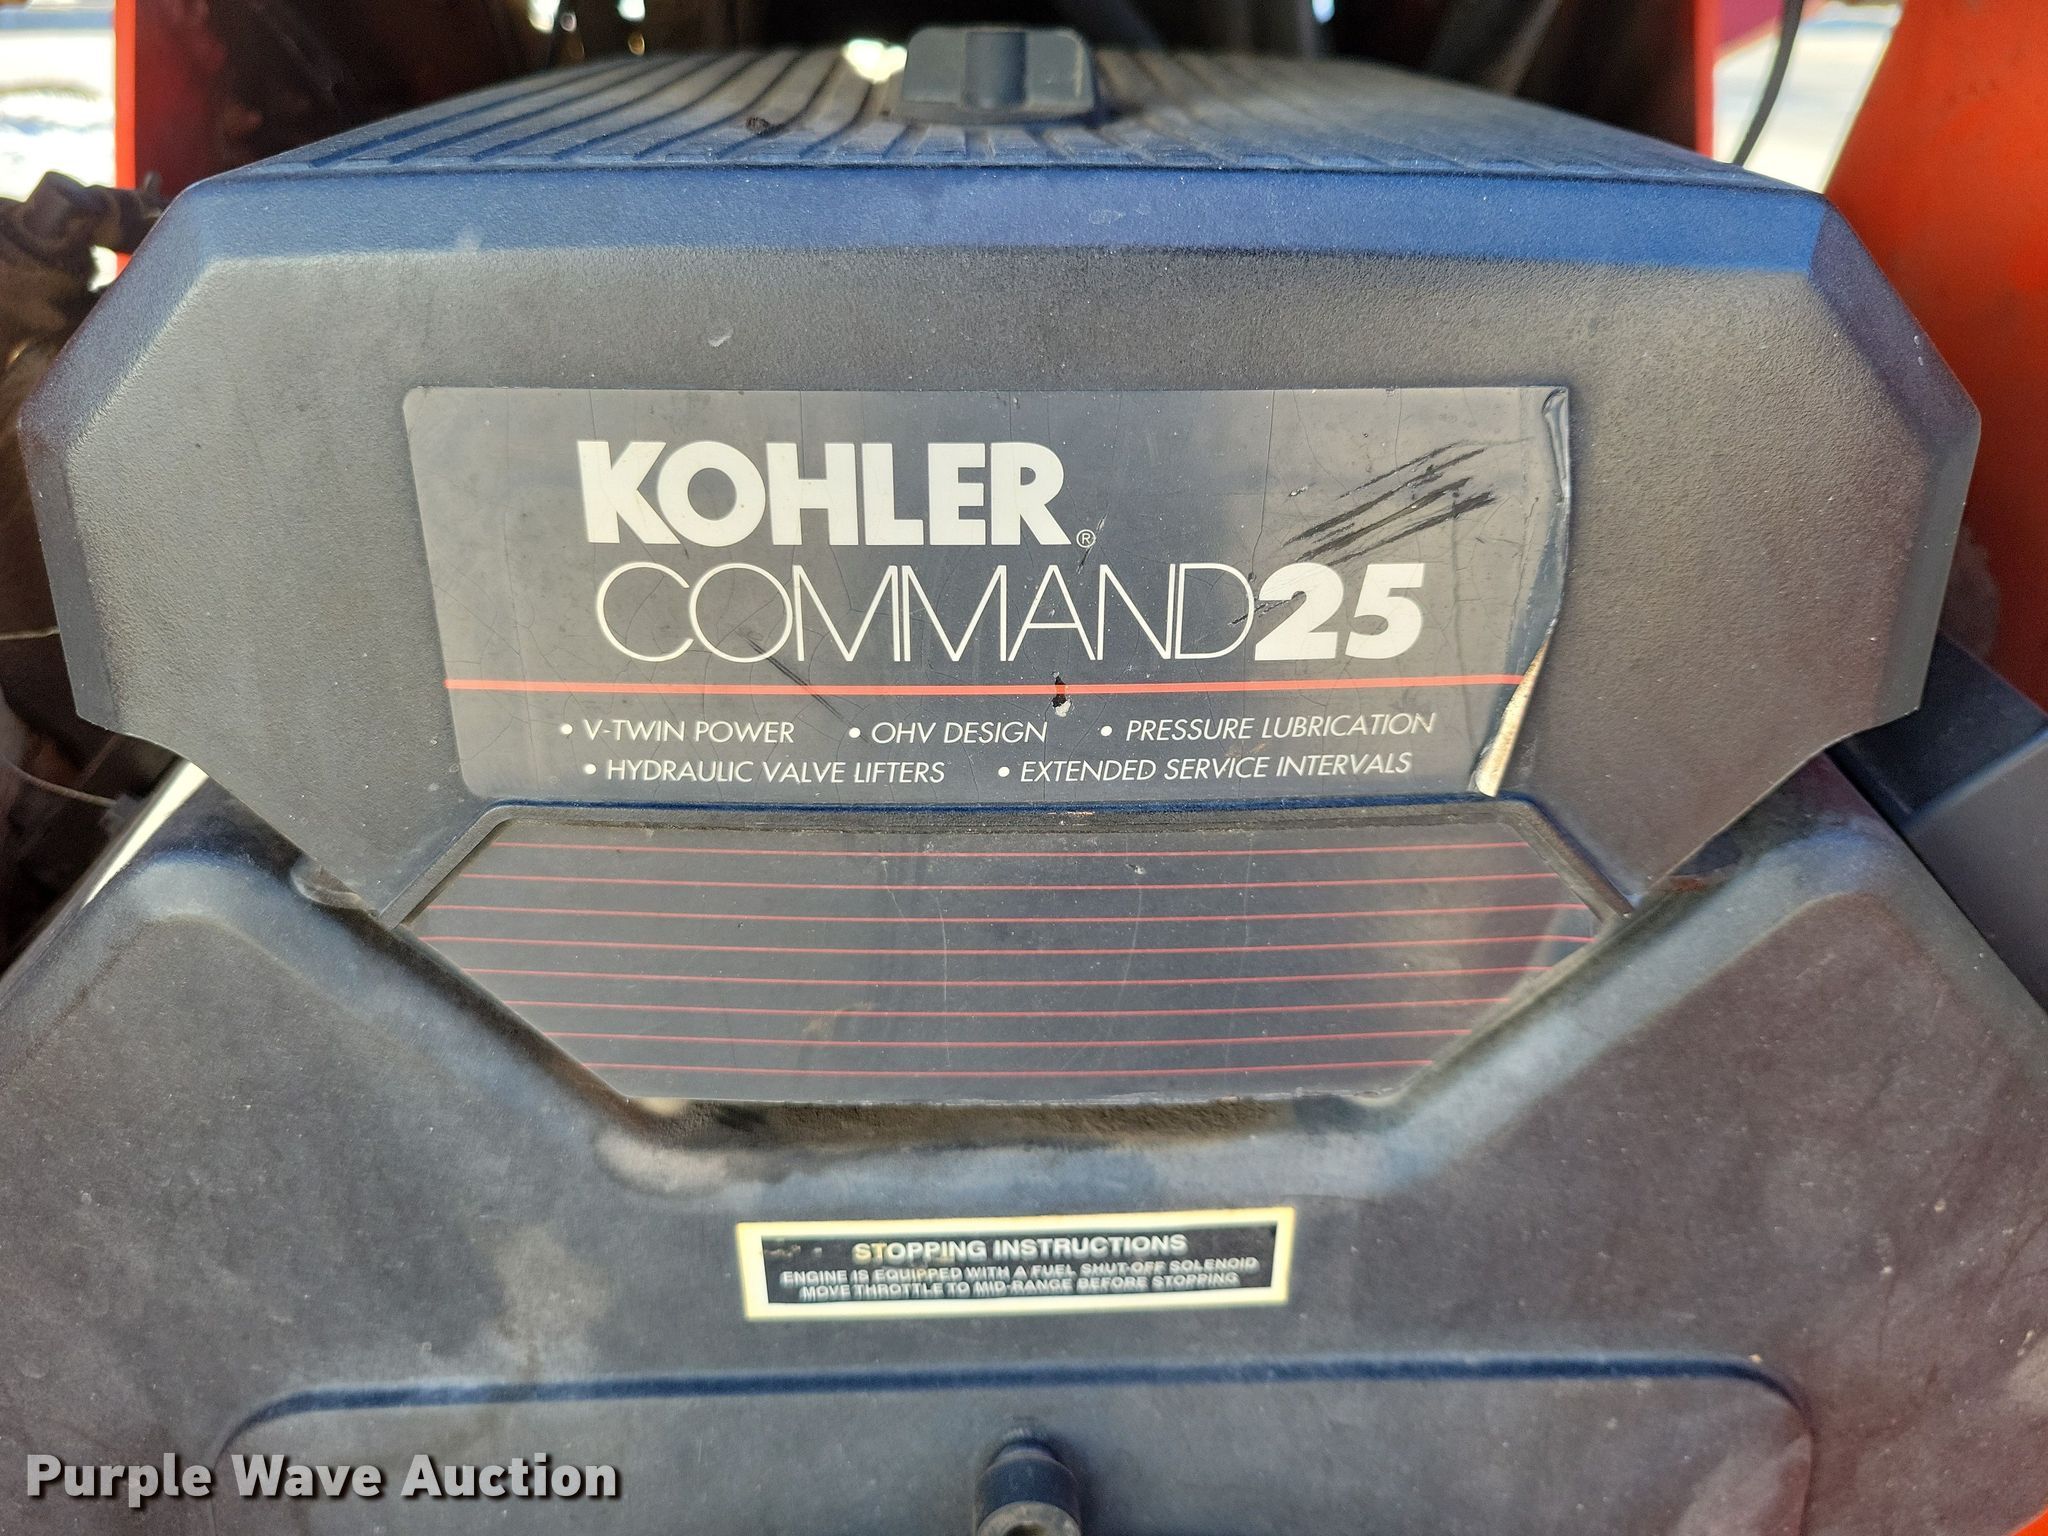 KOHLER®
COMMAND25
• V-TWIN POWER • OHV DESIGN • PRESSURE LUBRICATION
• HYDRAULIC VALVE LIFTERS • EXTENDED SERVICE INTERVALS
STOPPING INSTRUCTIONS
ENGINE IS EQUIPPED WITH A FUEL SHUT-OFF SOLENOID
MOVE THROTTLE TO MID-RANGE BEFORE STOPPING
Purple Wave Auction